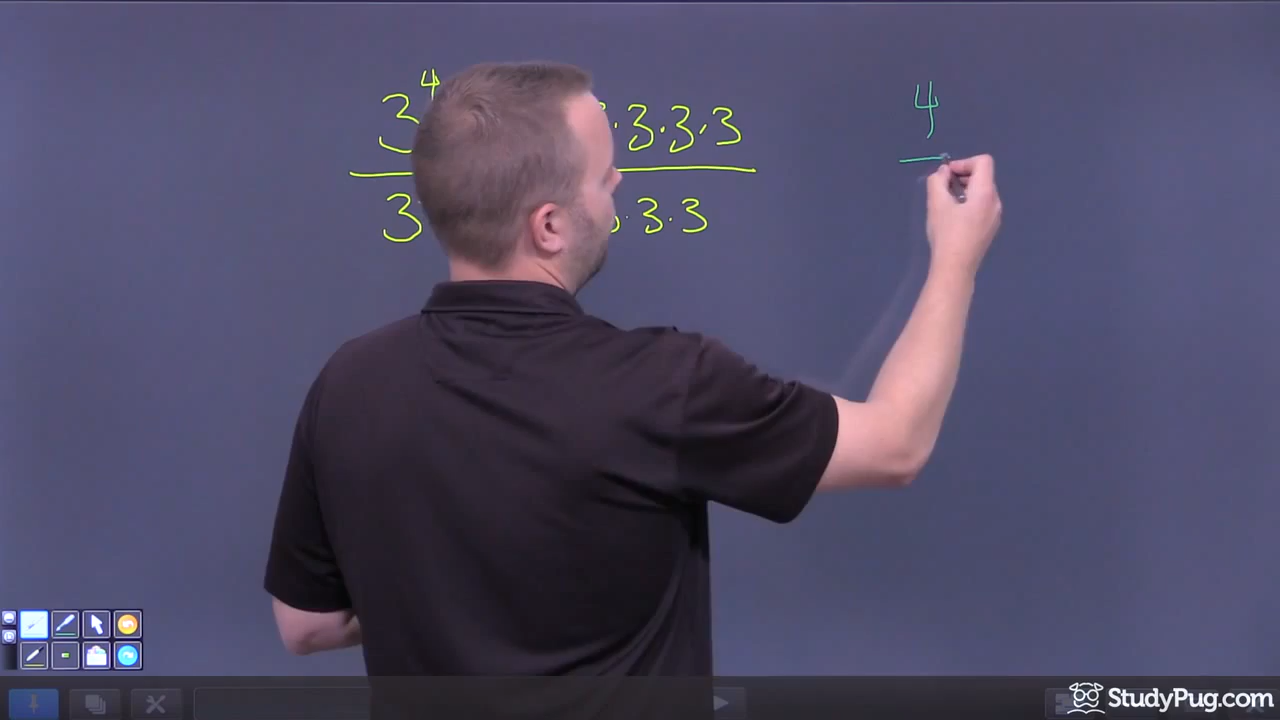 3⁴ · 3 · 3 · 3
3 · 3 · 3
4
StudyPug.com